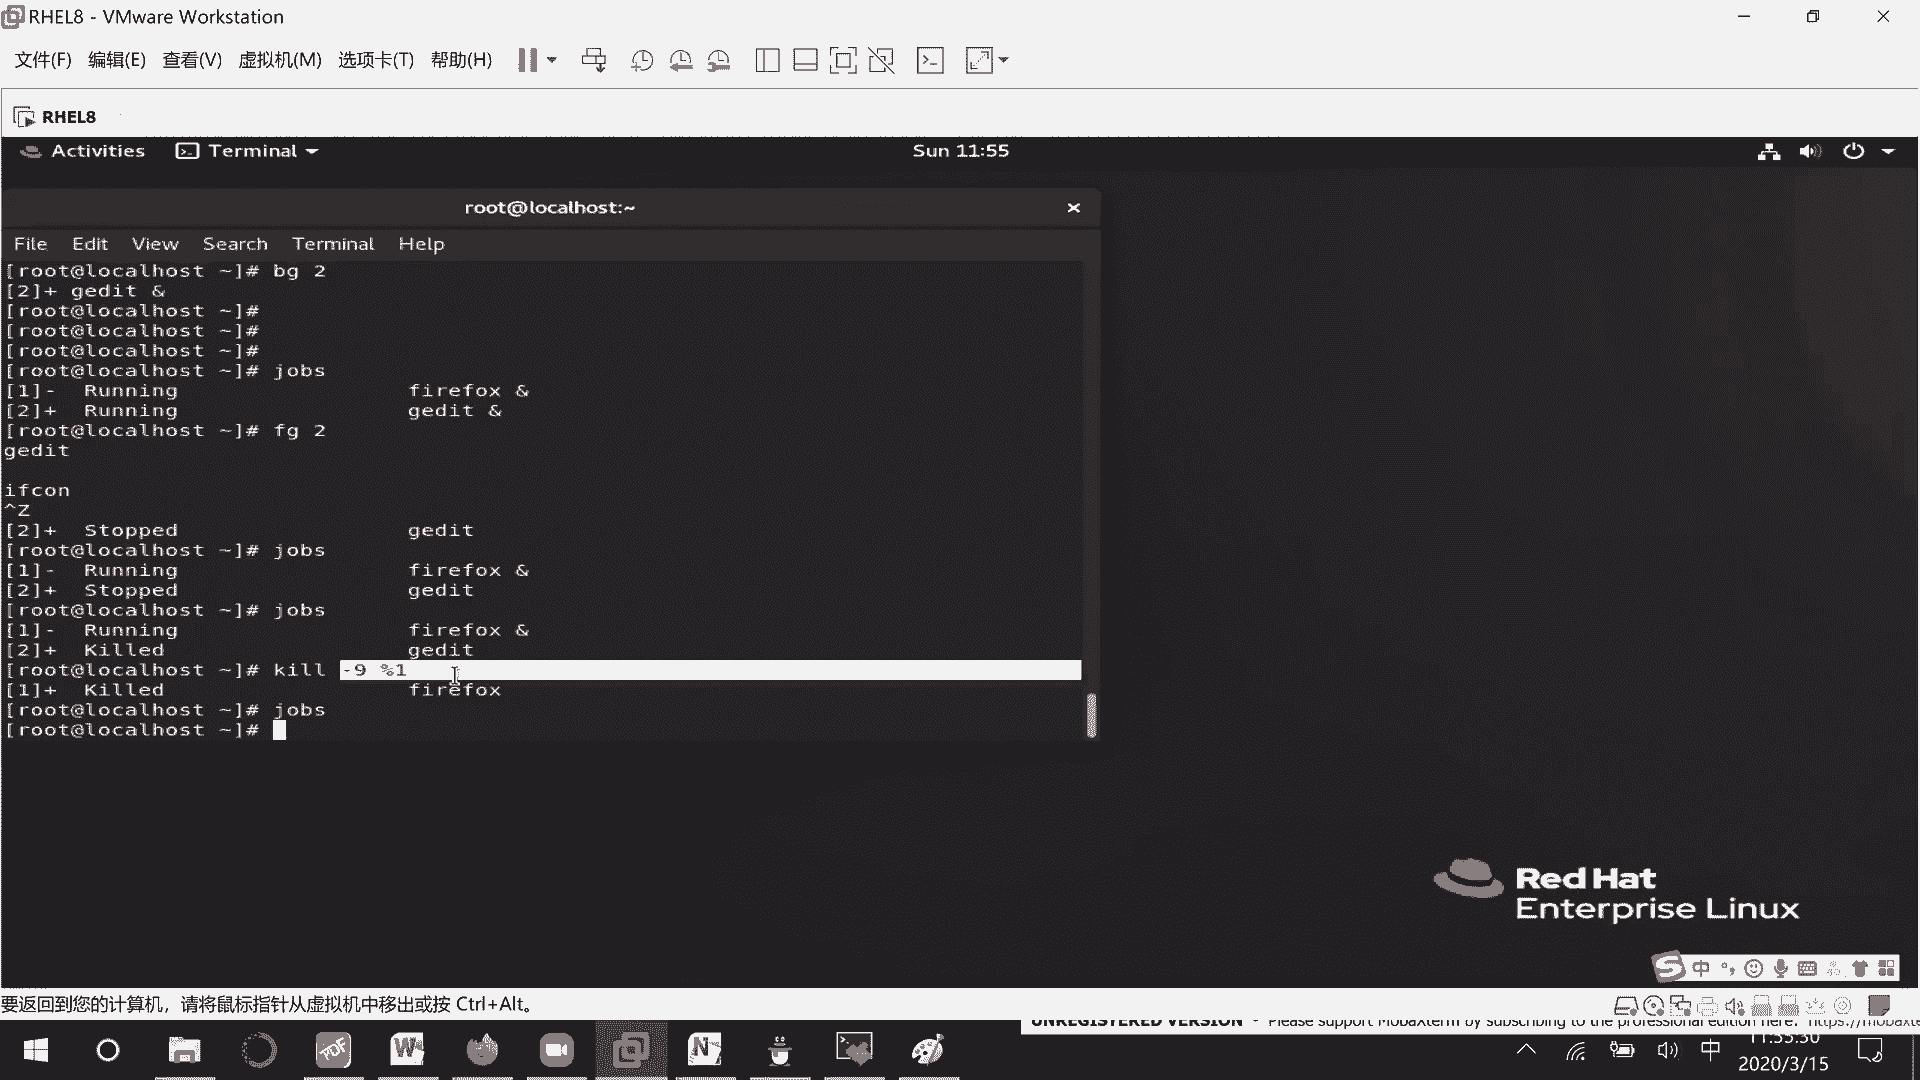 RHEL8 - VMware Workstation
文件(F) 编辑(E) 查看(V) 虚拟机(M) 选项卡(T) 帮助(H)
RHEL8
Activities Terminal Sun 11:55
root@localhost:~
File Edit View Search Terminal Help
[root@localhost ~]# bg 2
[2]+ gedit &
[root@localhost ~]#
[root@localhost ~]#
[root@localhost ~]#
[root@localhost ~]# jobs
[1]-  Running                 firefox &
[2]+  Running                 gedit &
[root@localhost ~]# fg 2
gedit
ifcon
^Z
[2]+  Stopped                 gedit
[root@localhost ~]# jobs
[1]-  Running                 firefox &
[2]+  Stopped                 gedit
[root@localhost ~]# jobs
[1]-  Running                 firefox &
[2]+  Killed                  gedit
[root@localhost ~]# kill -9 %1
[1]+  Killed                  firefox
[root@localhost ~]# jobs
[root@localhost ~]#
Red Hat
Enterprise Linux
中
要返回到您的计算机，请将鼠标指针从虚拟机中移出或按 Ctrl+Alt。
UNREGISTERED VERSION - Please support MobaXterm by subscribing to the professional edition here:
中
2020/3/15